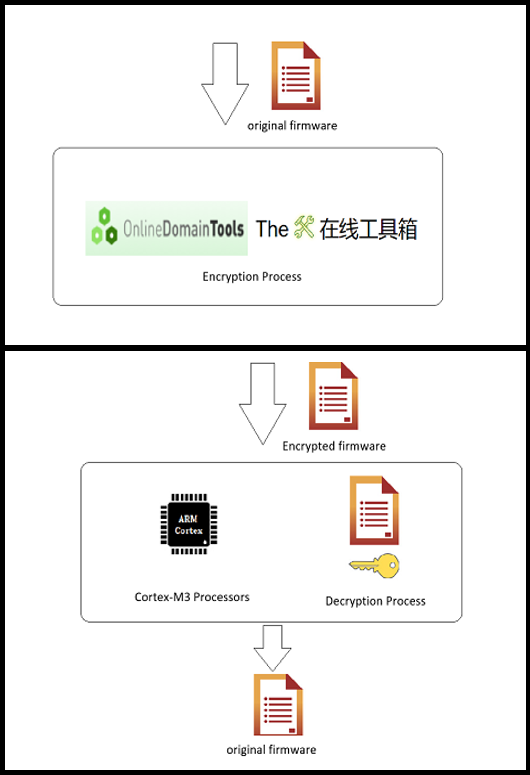 original firmware
OnlineDomainTools The 在线工具箱
Encryption Process
Encrypted firmware
ARM
Cortex
Cortex-M3 Processors
Decryption Process
original firmware